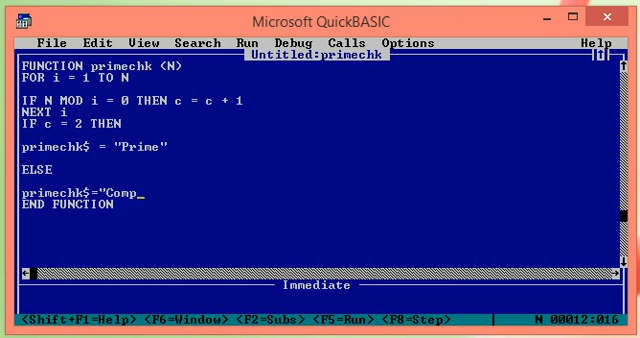 Microsoft QuickBASIC
File Edit View Search Run Debug Calls Options Help
Untitled:primechk
FUNCTION primechk (N)
FOR i = 1 TO N
IF N MOD i = 0 THEN c = c + 1
NEXT i
IF c = 2 THEN
primechk$ = "Prime"
ELSE
primechk$="Comp_
END FUNCTION
Immediate
<Shift+F1=Help> <F6=Window> <F2=Subs> <F5=Run> <F8=Step> N 00012:016